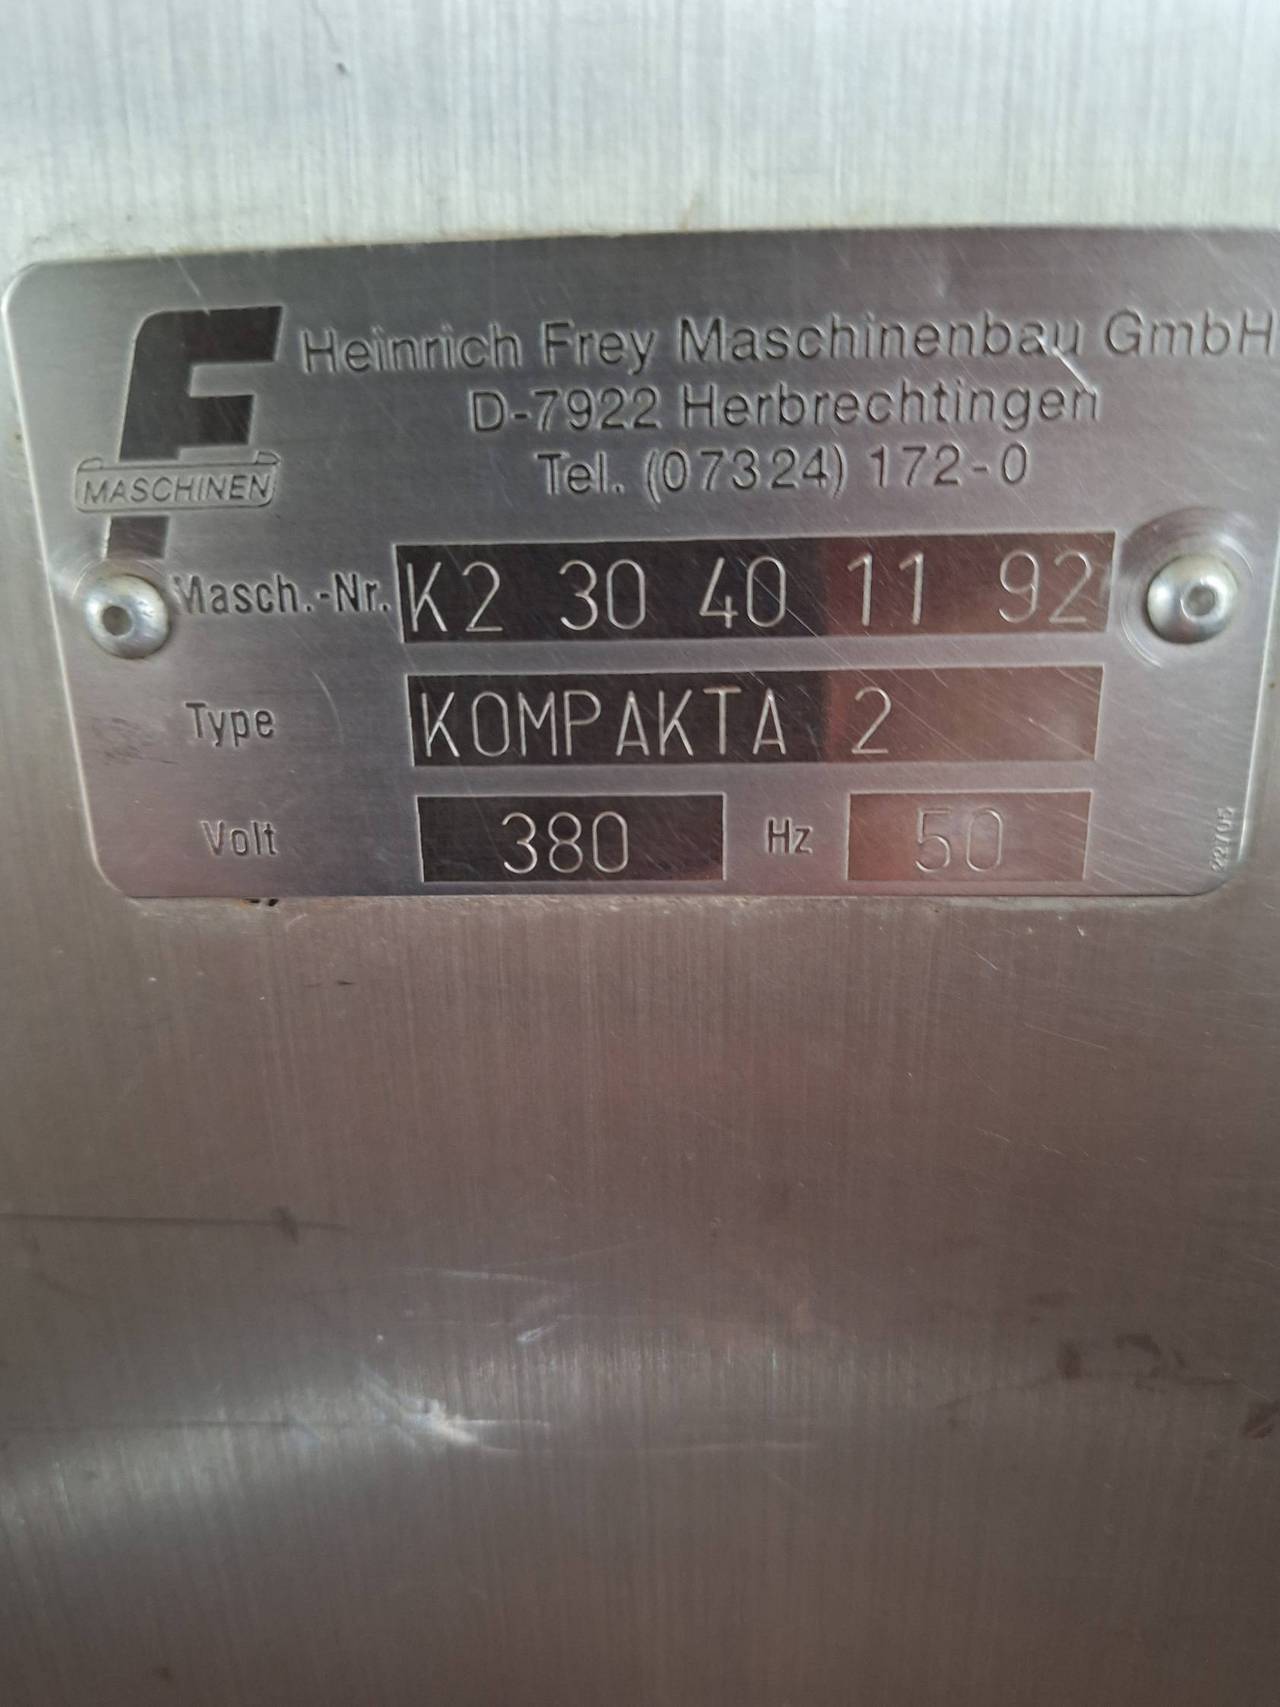 Heinrich Frey Maschinenbau GmbH
D-7922 Herbrechtingen
Tel. (07324) 172-0
F
MASCHINEN
Masch.-Nr. K2 30 40 11 92
Type KOMPAKTA 2
Volt 380 Hz 50